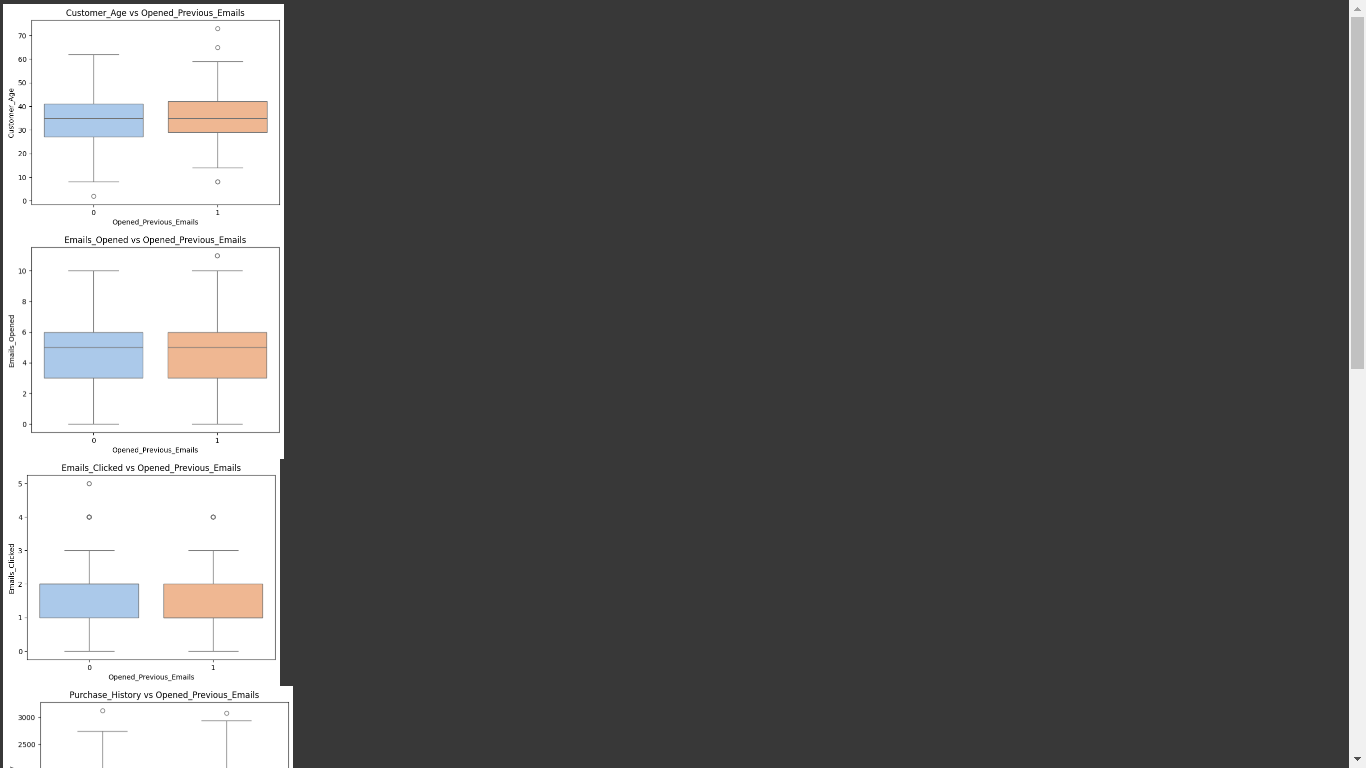 Customer_Age vs Opened_Previous_Emails
70
60
50
40
30
20
10
0
Customer_Age
0 1
Opened_Previous_Emails
Emails_Opened vs Opened_Previous_Emails
10
8
6
4
2
0
Emails_Opened
0 1
Opened_Previous_Emails
Emails_Clicked vs Opened_Previous_Emails
5
4
3
2
1
0
Emails_Clicked
0 1
Opened_Previous_Emails
Purchase_History vs Opened_Previous_Emails
3000
2500